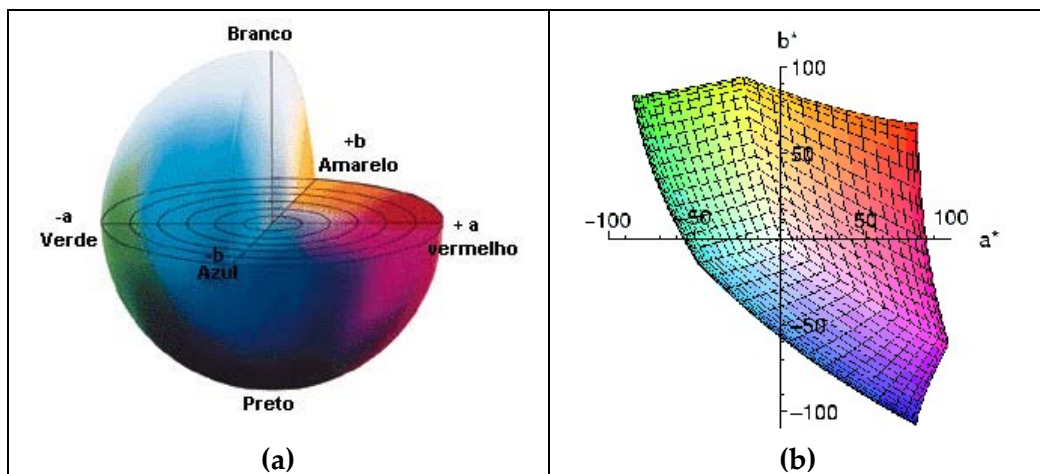 Branco
+b
Amarelo
-a
Verde
+ a
vermelho
-b
Azul
Preto
(a)
b*
100
50
-100
-50
50
100
a*
-50
-100
(b)